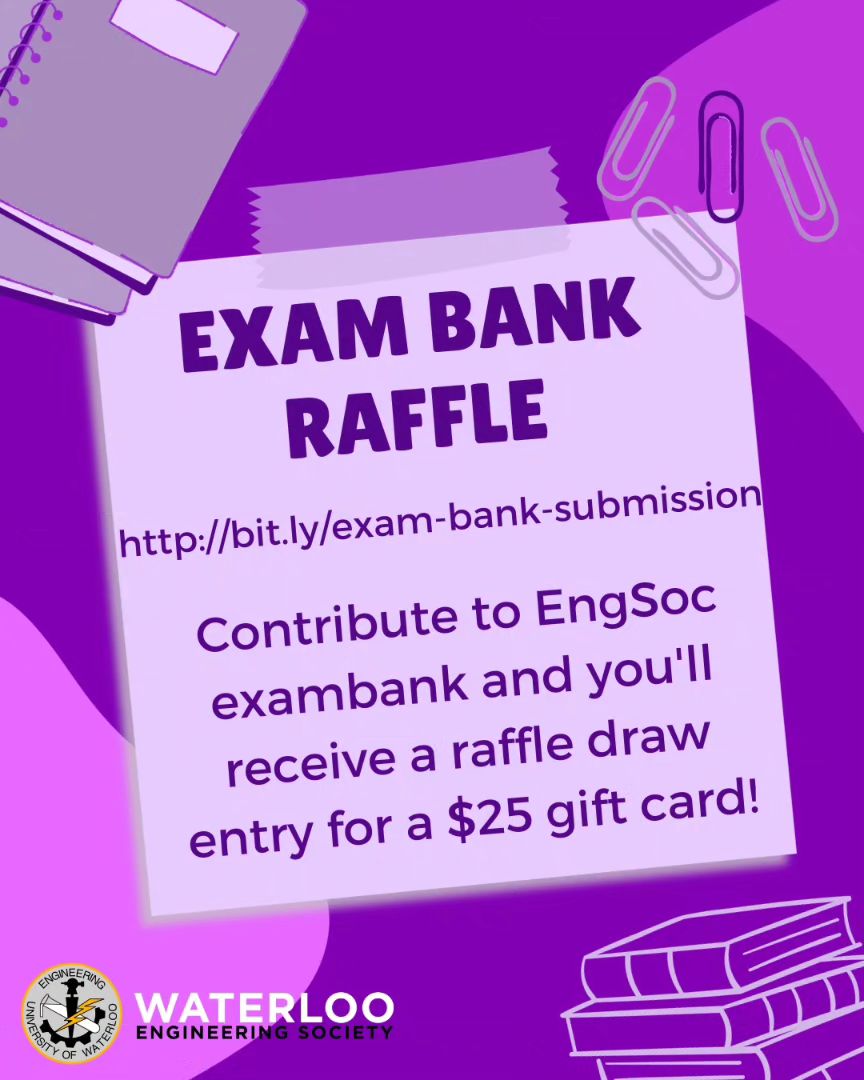 EXAM BANK
RAFFLE
http://bit.ly/exam-bank-submission
Contribute to EngSoc
exambank and you'll
receive a raffle draw
entry for a $25 gift card!
ENGINEERING
UNIVERSITY OF WATERLOO
WATERLOO
ENGINEERING SOCIETY